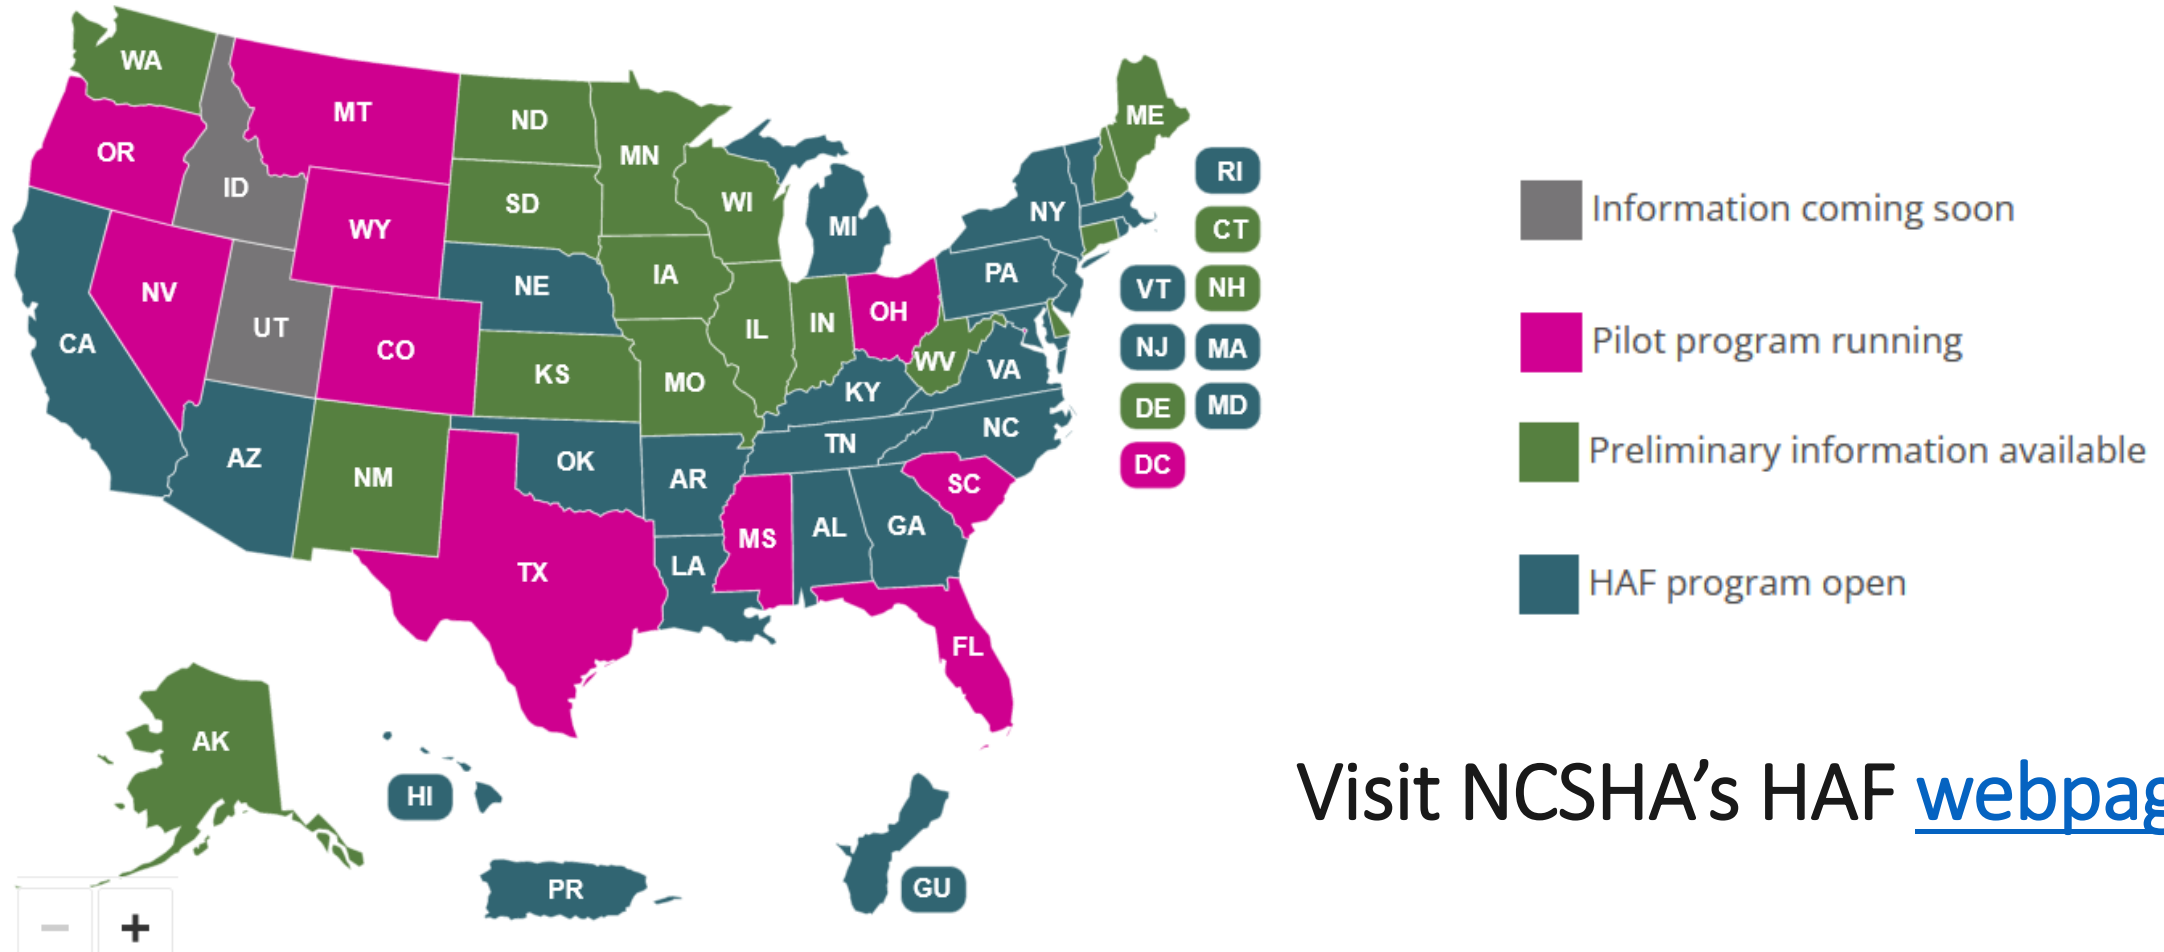 WA
MT
ND
MN
ME
OR
ID
SD
WI
MI
NY
RI
WY
CT
NE
IA
PA
VT
NH
NV
UT
CO
IL
IN
OH
NJ
MA
CA
KS
MO
KY
WV
VA
DE
MD
AZ
NM
OK
AR
TN
NC
DC
TX
LA
MS
AL
GA
SC
FL
AK
HI
PR
GU
− +
Information coming soon
Pilot program running
Preliminary information available
HAF program open
Visit NCSHA’s HAF webpag